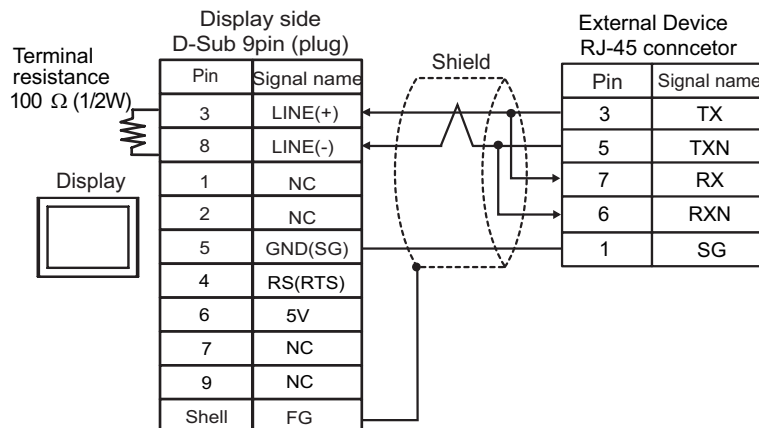 Display side
D-Sub 9pin (plug)
External Device
RJ-45 conncetor
Terminal
resistance
100 Ω (1/2W)
Shield
Display
Pin Signal name
3 LINE(+)
8 LINE(-)
1 NC
2 NC
5 GND(SG)
4 RS(RTS)
6 5V
7 NC
9 NC
Shell FG
Pin Signal name
3 TX
5 TXN
7 RX
6 RXN
1 SG